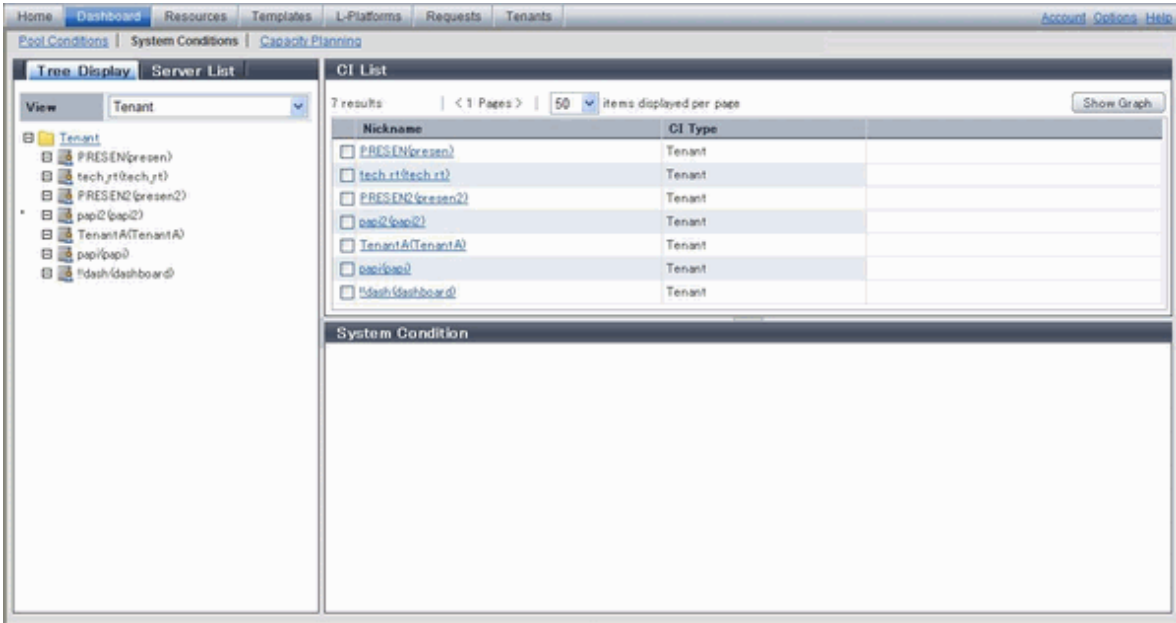 Home Dashboard Resources Templates L-Platforms Requests Tenants Account Options Help
Pool Conditions | System Conditions | Capacity Planning
Tree Display Server List
View Tenant
Tenant
PRESEN(presen)
tech_rt(tech_rt)
PRESEN2(presen2)
papi2(papi2)
TenantA(TenantA)
papi(papi)
!!dash(dashboard)
CI List
7 results | < 1 Pages > | 50 items displayed per page Show Graph
Nickname CI Type
PRESEN(presen) Tenant
tech_rt(tech_rt) Tenant
PRESEN2(presen2) Tenant
papi2(papi2) Tenant
TenantA(TenantA) Tenant
papi(papi) Tenant
!!dash(dashboard) Tenant
System Condition